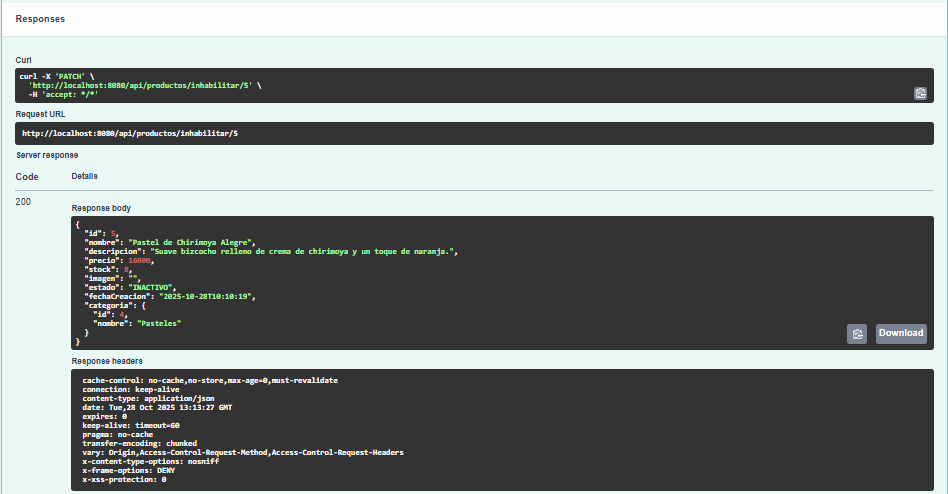 Responses
Curl
curl -X 'PATCH' \
  'http://localhost:8080/api/productos/inhabilitar/5' \
  -H 'accept: */*'
Request URL
http://localhost:8080/api/productos/inhabilitar/5
Server response
Code Details
200
Response body
{
  "id": 5,
  "nombre": "Pastel de Chirimoya Alegre",
  "descripcion": "Suave bizcocho relleno de crema de chirimoya y un toque de naranja.",
  "precio": 16000,
  "stock": 8,
  "imagen": "",
  "estado": "INACTIVO",
  "fechaCreacion": "2025-10-28T10:10:19",
  "categoria": {
    "id": 4,
    "nombre": "Pasteles"
  }
}
Download
Response headers
cache-control: no-cache,no-store,max-age=0,must-revalidate
connection: keep-alive
content-type: application/json
date: Tue,28 Oct 2025 13:13:27 GMT
expires: 0
keep-alive: timeout=60
pragma: no-cache
transfer-encoding: chunked
vary: Origin,Access-Control-Request-Method,Access-Control-Request-Headers
x-content-type-options: nosniff
x-frame-options: DENY
x-xss-protection: 0